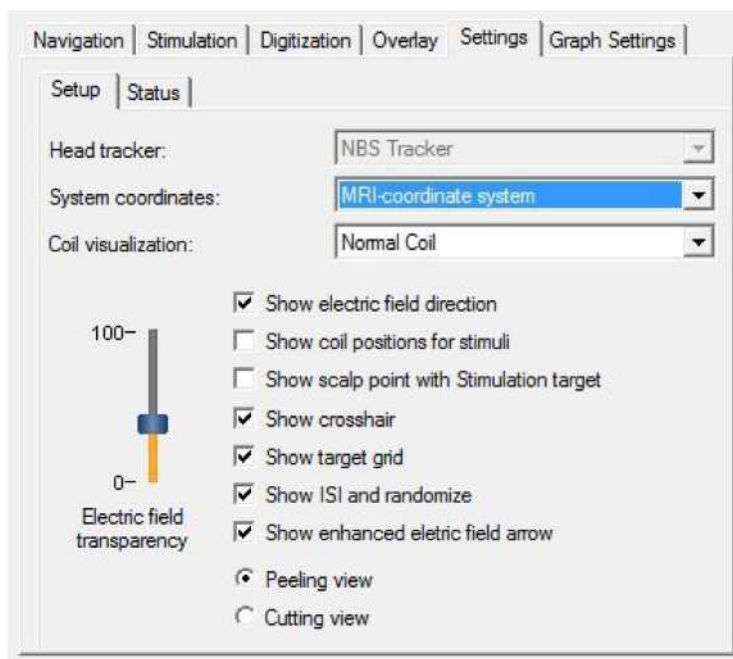 Navigation Stimulation Digitization Overlay Settings Graph Settings
Setup Status
Head tracker: NBS Tracker
System coordinates: MRI-coordinate system
Coil visualization: Normal Coil
Show electric field direction
100-
Show coil positions for stimuli
Show scalp point with Stimulation target
Show crosshair
Show target grid
0-
Show ISI and randomize
Electric field
transparency
Show enhanced eletric field arrow
Peeling view
Cutting view